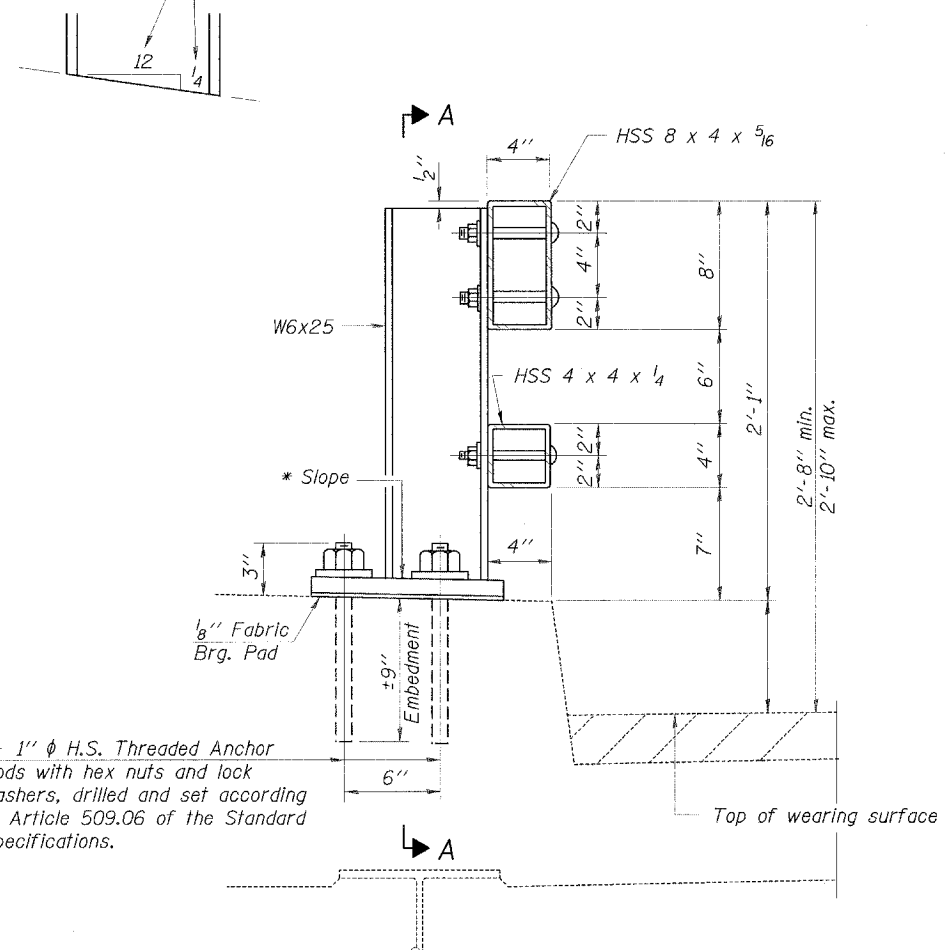 12
1/4
A
4"
HSS 8 x 4 x 5/16
1/2"
2"
4"
2"
8"
W6x25
HSS 4 x 4 x 1/4
6"
2'-1"
2'-8" min.
2'-10" max.
2"
2"
4"
* Slope
3"
4"
7"
1/8" Fabric
Brg. Pad
±9"
Embedment
1" ϕ H.S. Threaded Anchor
ods with hex nuts and lock
ashers, drilled and set according
Article 509.06 of the Standard
pecifications.
6"
Top of wearing surface
A